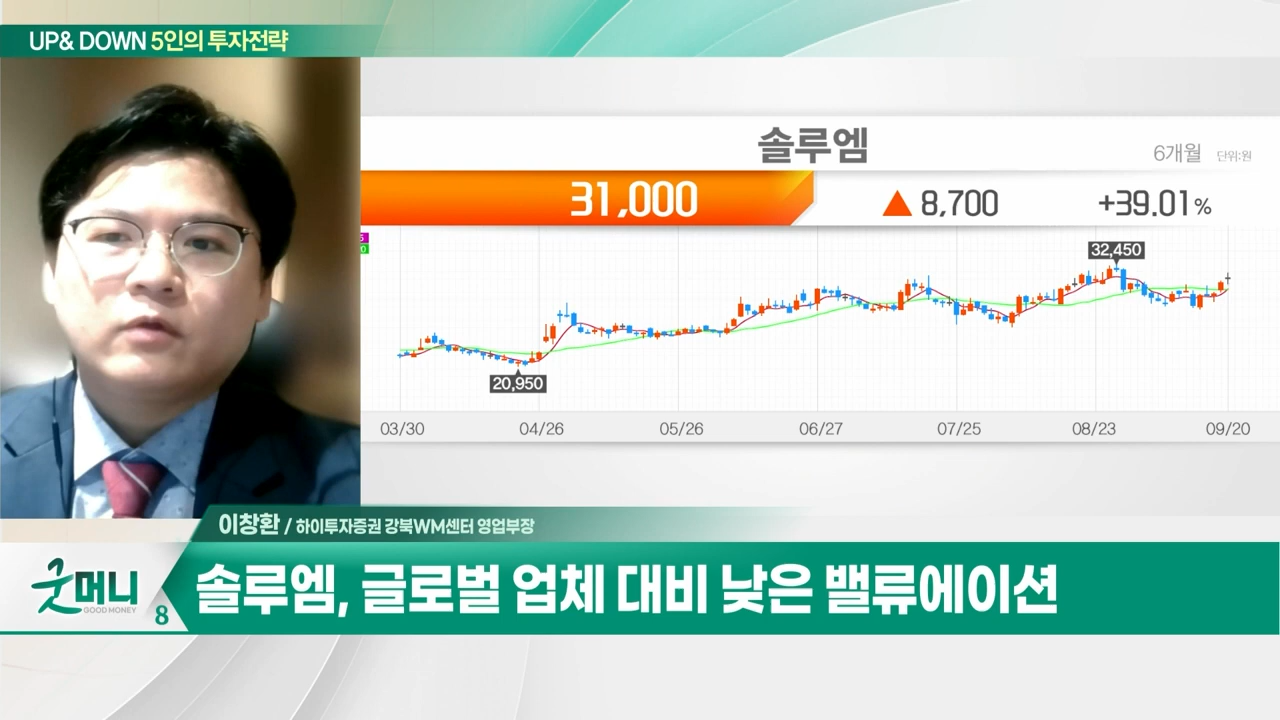 UP& DOWN 5인의 투자전략
솔루엠
6개월 단위:원
31,000 ▲ 8,700 +39.01%
32,450
20,950
03/30 04/26 05/26 06/27 07/25 08/23 09/20
이창환 / 하이투자증권 강북WM센터 영업부장
굿머니
GOOD MONEY
8
솔루엠, 글로벌 업체 대비 낮은 밸류에이션